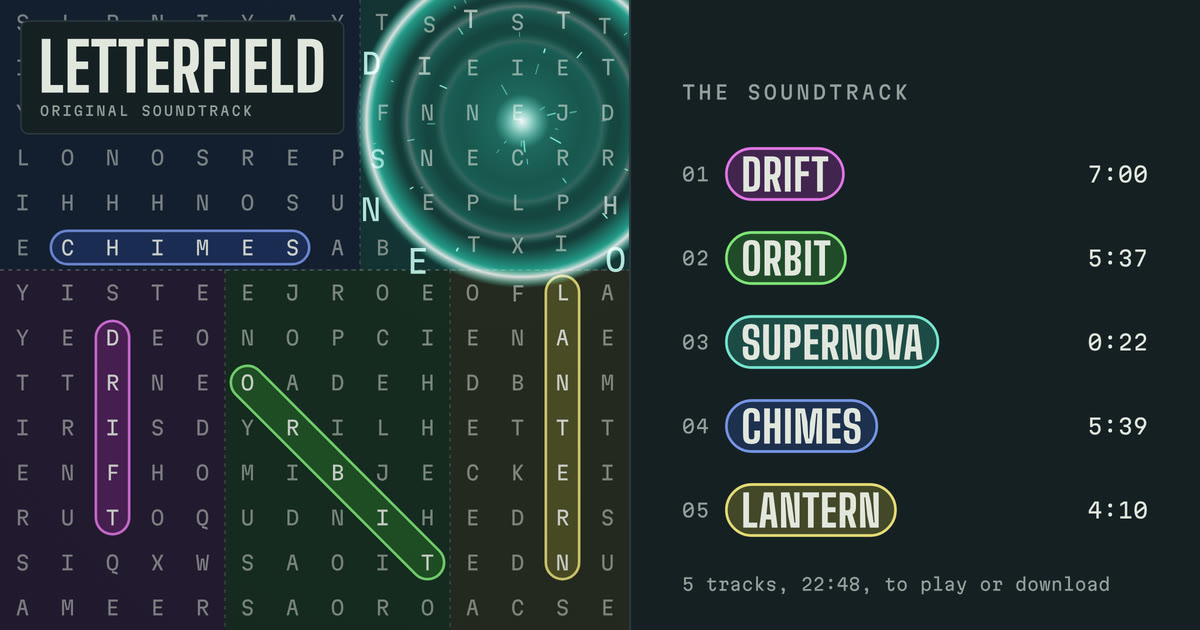 T S T S T T
LETTERFIELD
ORIGINAL SOUNDTRACK
D I E I E T
F N N E J D
L O N O S R E P S N E C R R
I H H H N O S U N E P L P H
E C H I M E S A B E T X I O
Y I S T E E J R O E O F L A
Y E D E O N O P C I E N A E
T T R N E O A D E H D B N M
I R I S D Y R I L H E T T T
E N F H O M I B J E C K E I
R U T O Q U D N I H E D R S
S I Q X W S A O I T E D N U
A M E E R S A O R O A C S E
THE SOUNDTRACK
01 DRIFT 7:00
02 ORBIT 5:37
03 SUPERNOVA 0:22
04 CHIMES 5:39
05 LANTERN 4:10
5 tracks, 22:48, to play or download